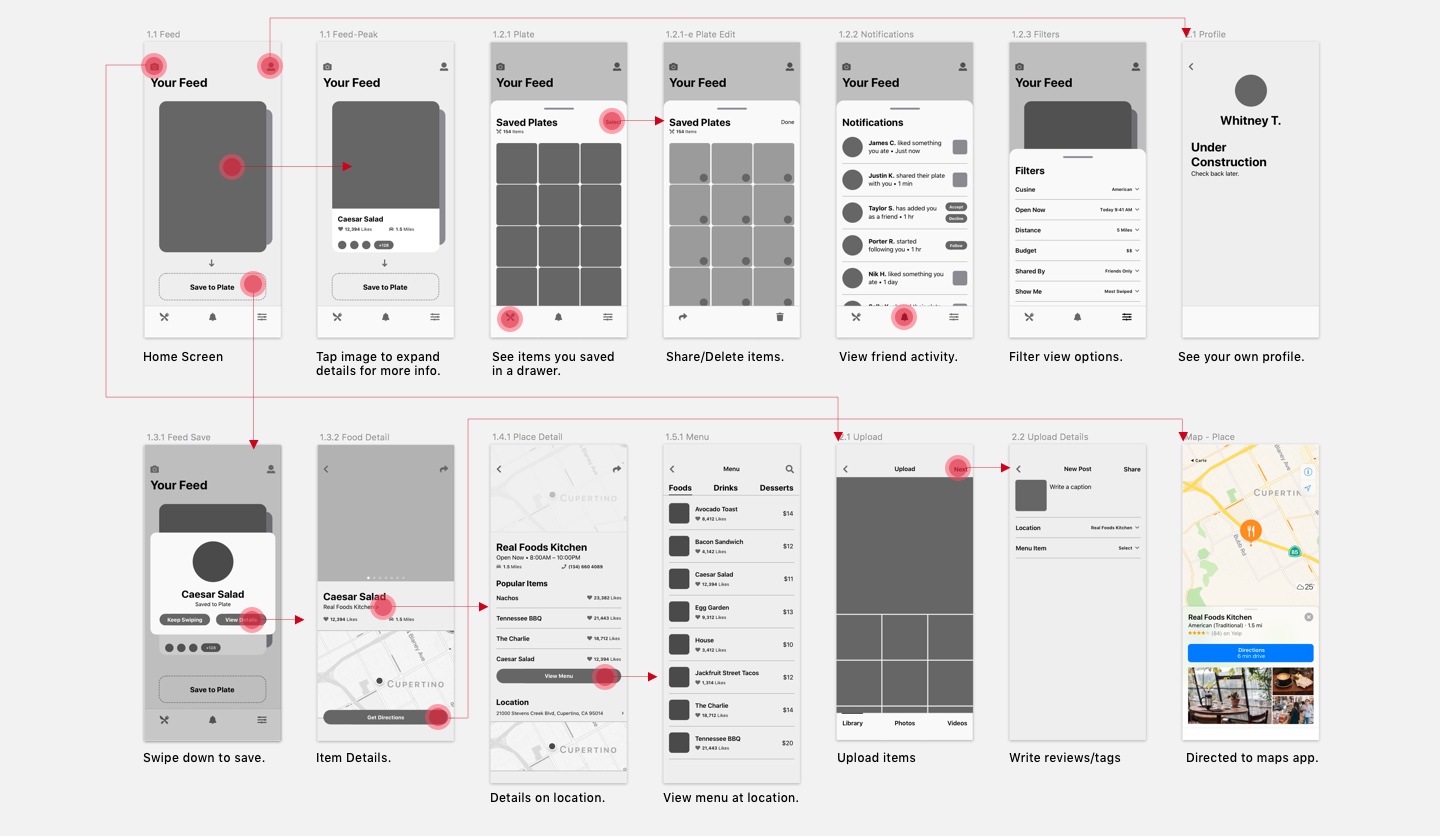 1.1 Feed
Your Feed
Save to Plate
Home Screen
1.1 Feed-Peak
Your Feed
Caesar Salad
12,394 Likes
1.5 Miles
+128
Save to Plate
Tap image to expand
details for more info.
1.2.1 Plate
Your Feed
Saved Plates
Select
154 Items
See items you saved
in a drawer.
1.2.1-e Plate Edit
Your Feed
Saved Plates
Done
154 Items
Share/Delete items.
1.2.2 Notifications
Your Feed
Notifications
James C. liked something
you ate • Just now
Justin K. shared their plate
with you • 1 min
Taylor S. has added you
as a friend • 1 hr
Accept
Decline
Porter R. started
following you • 1 hr
Follow
Nik H. liked something you
ate • 1 day
View friend activity.
1.2.3 Filters
Your Feed
Filters
Cusine
American
Open Now
Today 9:41 AM
Distance
5 Miles
Budget
$$
Shared By
Friends Only
Show Me
Most Swiped
Filter view options.
.1 Profile
Whitney T.
Under
Construction
Check back later.
See your own profile.
1.3.1 Feed Save
Your Feed
Caesar Salad
Saved to Plate
Keep Swiping
View Details
+128
Save to Plate
Swipe down to save.
1.3.2 Food Detail
Caesar Salad
Real Foods Kitchen
12,394 Likes
1.5 Miles
CUPERTINO
Get Directions
Item Details.
1.4.1 Place Detail
CUPERTINO
Real Foods Kitchen
Open Now • 8:00AM – 10:00PM
1.5 Miles
(134) 660 4089
Popular Items
Nachos
23,382 Likes
Tennessee BBQ
21,443 Likes
The Charlie
18,712 Likes
Caesar Salad
12,394 Likes
View Menu
Location
21000 Stevens Creek Blvd, Cupertino, CA 95014
CUPERTINO
Details on location.
1.5.1 Menu
Menu
Foods
Drinks
Desserts
Avocado Toast
8,412 Likes
$14
Bacon Sandwich
4,142 Likes
$12
Caesar Salad
12,394 Likes
$11
Egg Garden
9,312 Likes
$13
House
3,412 Likes
$10
Jackfruit Street Tacos
1,314 Likes
$12
The Charlie
18,712 Likes
$14
Tennessee BBQ
21,443 Likes
$20
View menu at location.
2.1 Upload
Upload
Next
Library
Photos
Videos
Upload items
2.2 Upload Details
New Post
Share
Write a caption
Location
Real Foods Kitchen
Menu Item
Select
Write reviews/tags
Map - Place
Carte
CUPERTIN
Bubb Rd
85
25°
Real Foods Kitchen
American (Traditional) · 1.5 mi
(84) on Yelp
Directions
6 min drive
Directed to maps app.